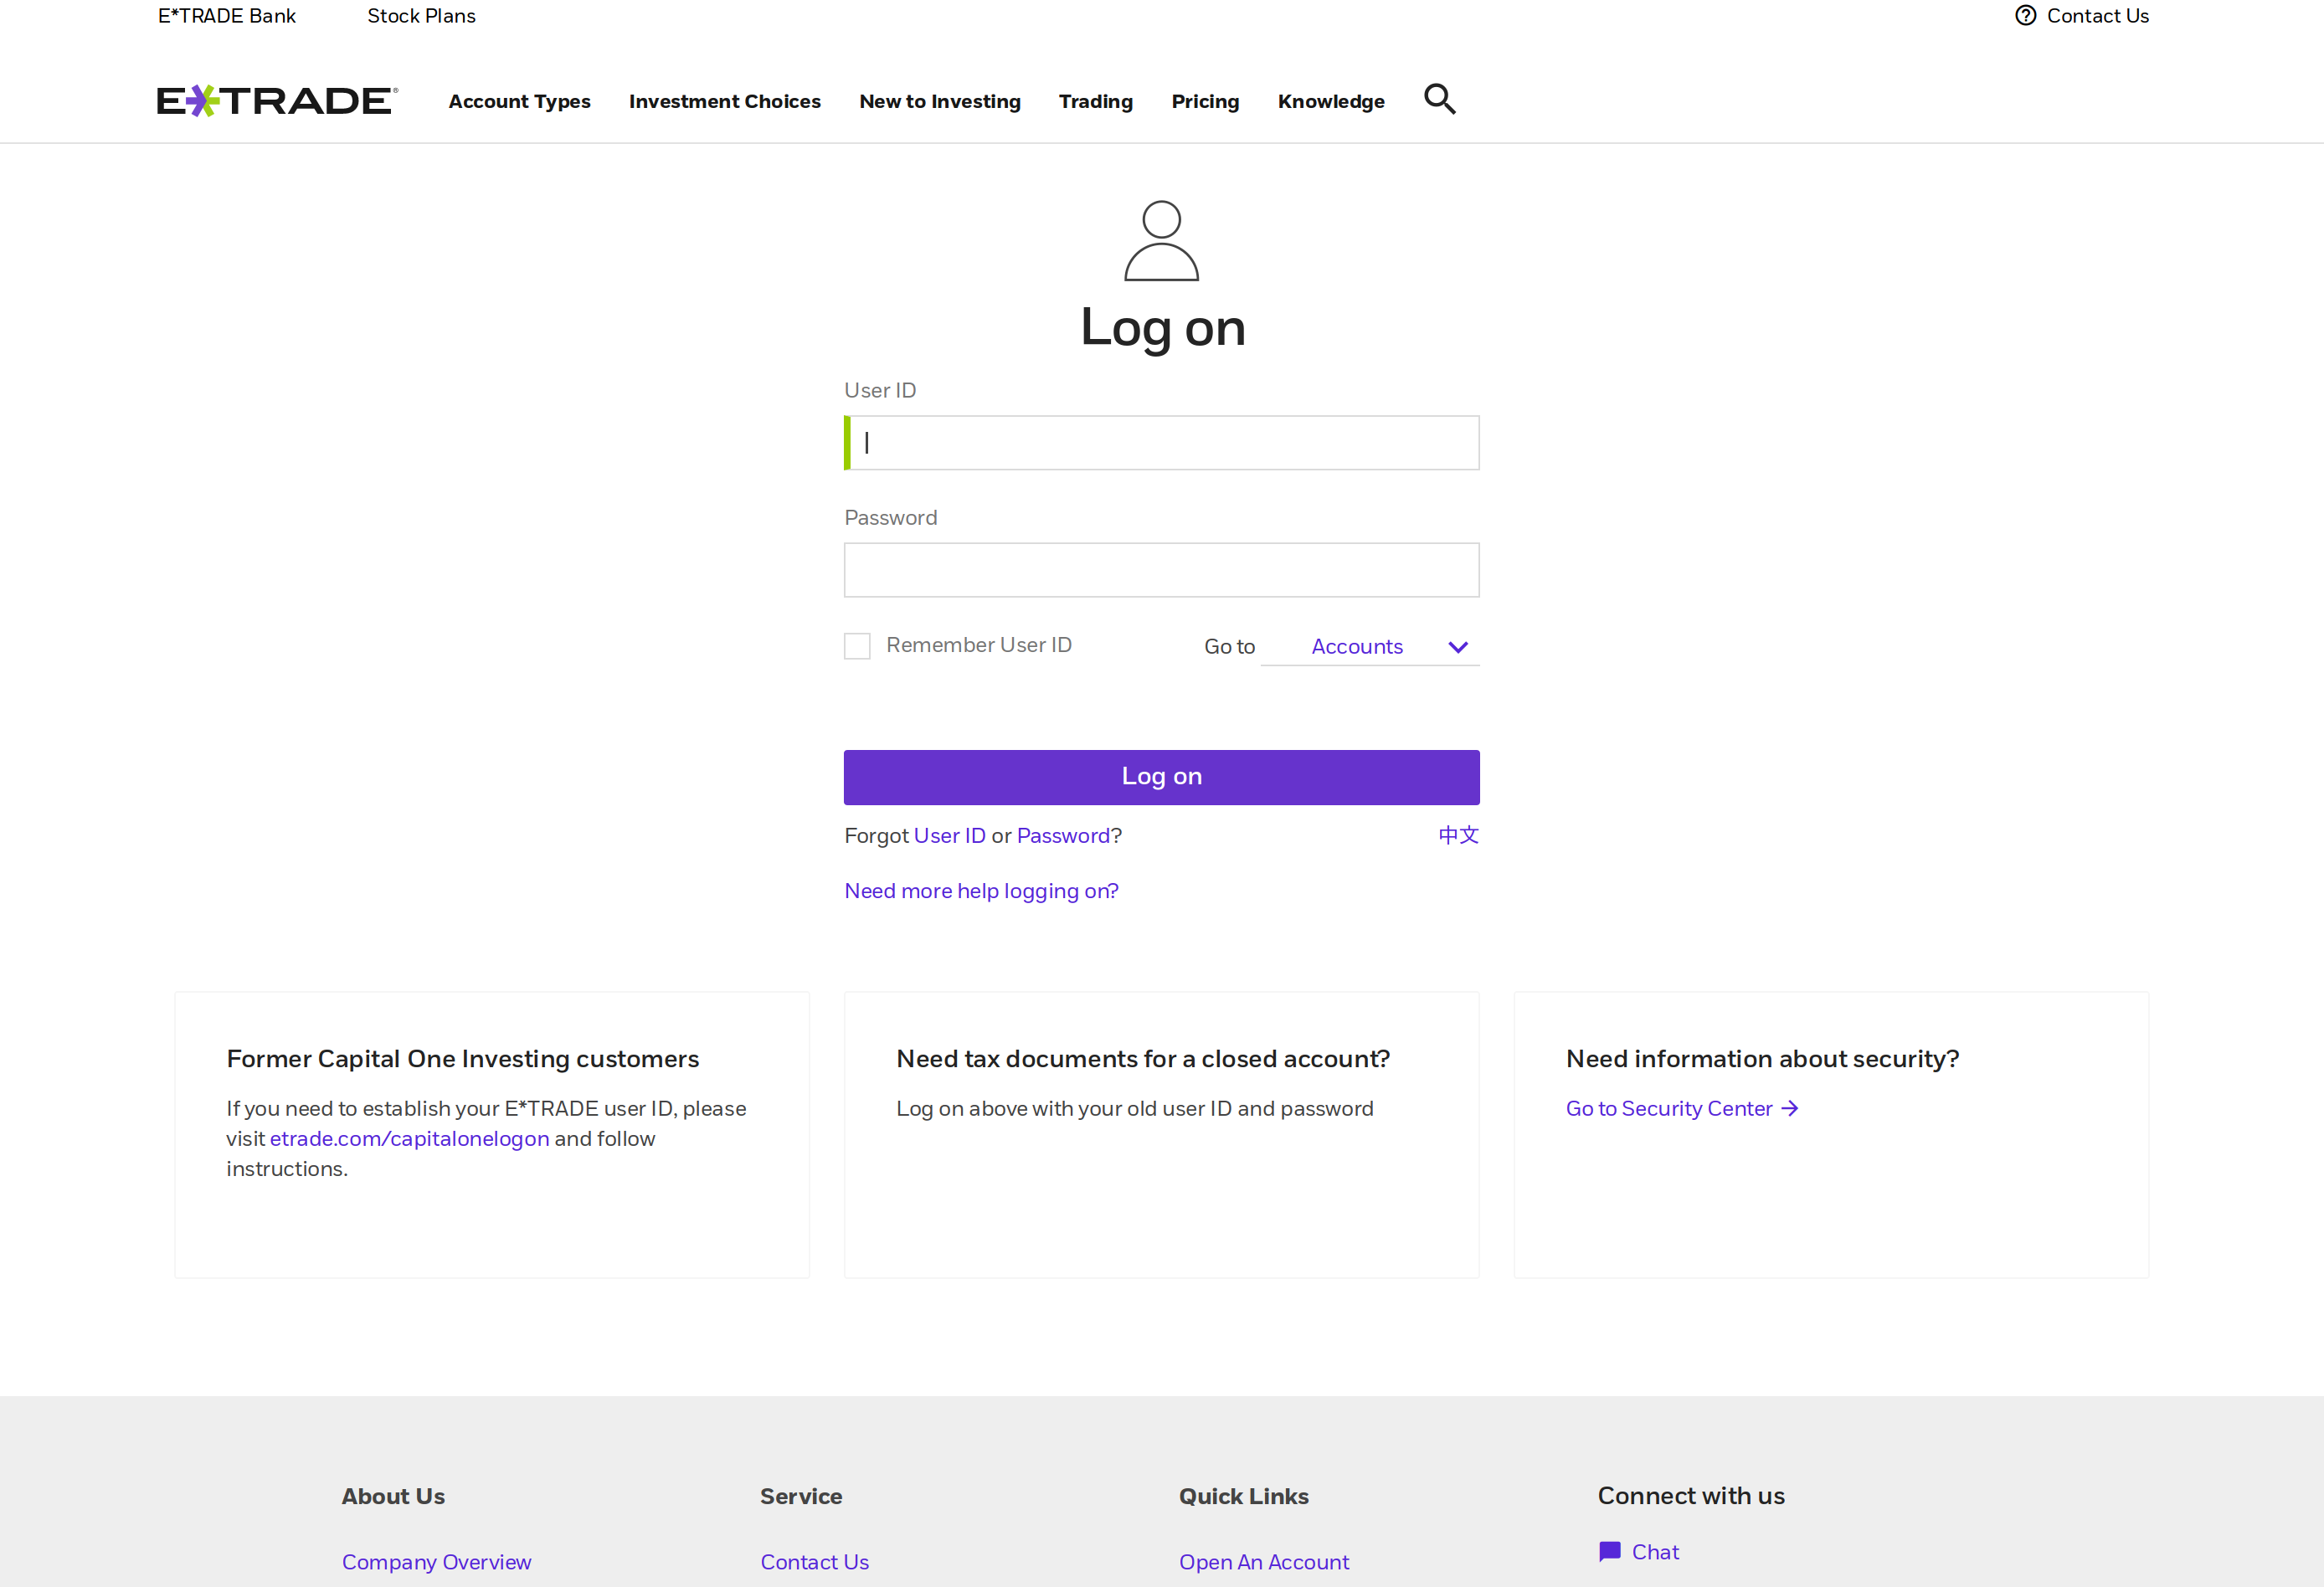 E*TRADE Bank Stock Plans Contact Us
E*TRADE® Account Types Investment Choices New to Investing Trading Pricing Knowledge
Log on
User ID
Password
Remember User ID Go to Accounts
Log on
Forgot User ID or Password? 中文
Need more help logging on?
Former Capital One Investing customers
If you need to establish your E*TRADE user ID, please
visit etrade.com/capitalonelogon and follow
instructions.
Need tax documents for a closed account?
Log on above with your old user ID and password
Need information about security?
Go to Security Center →
About Us Service Quick Links Connect with us
Company Overview Contact Us Open An Account Chat